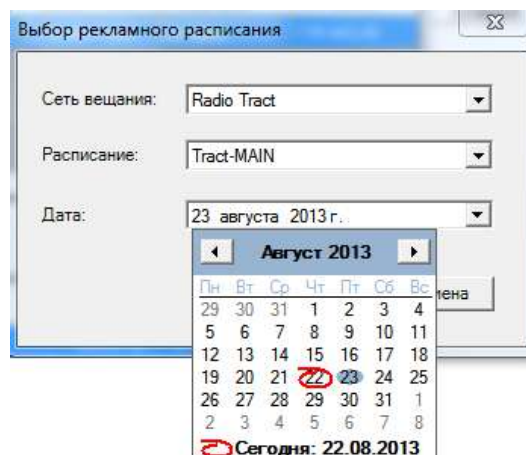 Выбор рекламного расписания
Сеть вещания: Radio Tract
Расписание: Tract-MAIN
Дата: 23 августа 2013 г.
Август 2013
Пн Вт Ср Чт Пт Сб Вс
29 30 31 1 2 3 4
5 6 7 8 9 10 11
12 13 14 15 16 17 18
19 20 21 22 23 24 25
26 27 28 29 30 31 1
2 3 4 5 6 7 8
Сегодня: 22.08.2013